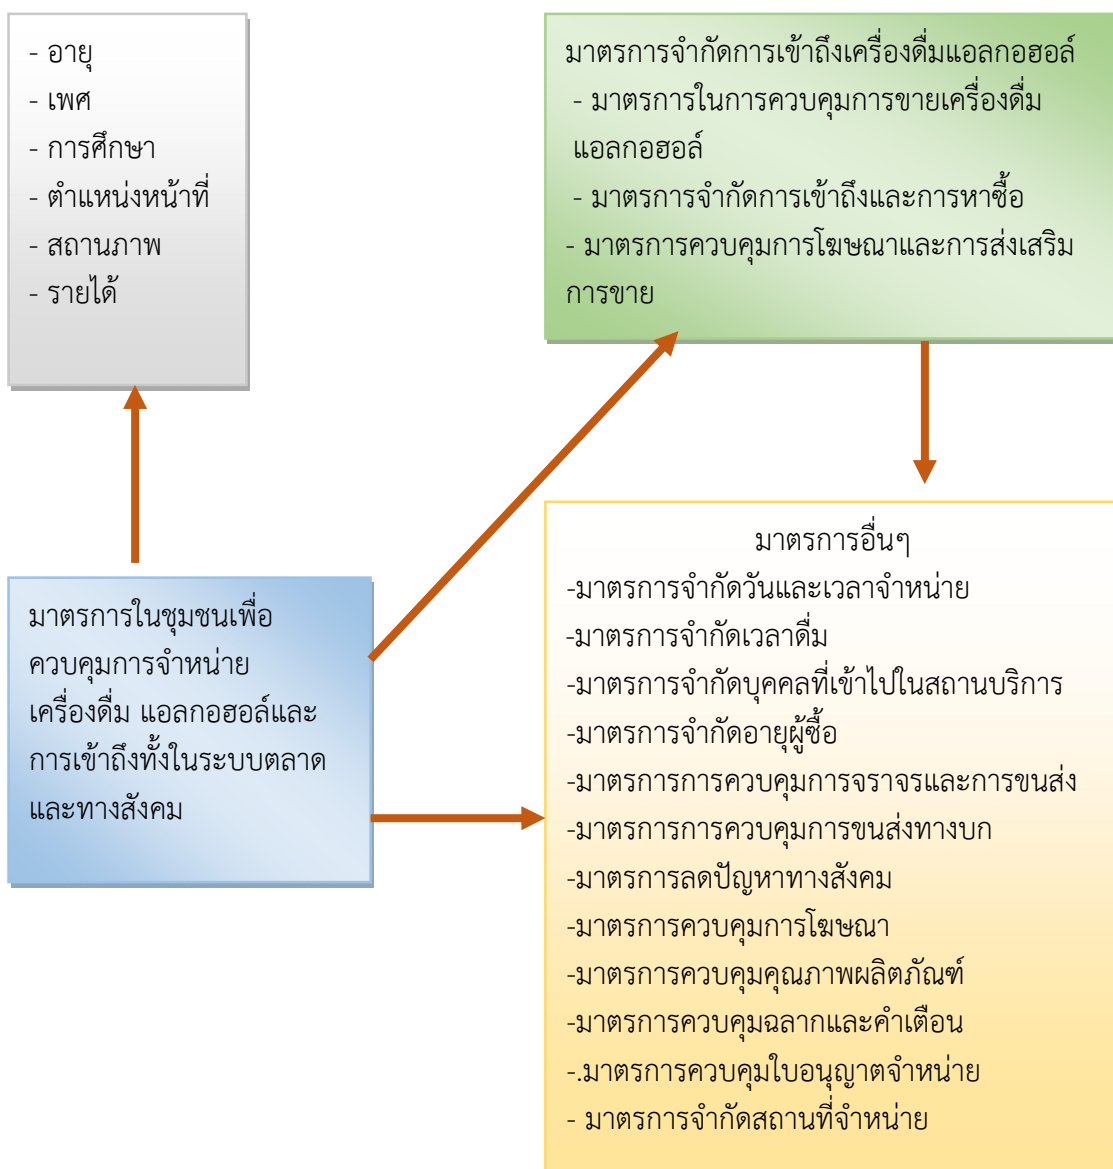 - อายุ
- เพศ
- การศึกษา
- ตำแหน่งหน้าที่
- สถานภาพ
- รายได้
มาตรการจำกัดการเข้าถึงเครื่องดื่มแอลกอฮอล์
- มาตรการในการควบคุมการขายเครื่องดื่ม
แอลกอฮอล์
- มาตรการจำกัดการเข้าถึงและการหาซื้อ
- มาตรการควบคุมการโฆษณาและการส่งเสริม
การขาย
มาตรการในชุมชนเพื่อ
ควบคุมการจำหน่าย
เครื่องดื่ม แอลกอฮอล์และ
การเข้าถึงทั้งในระบบตลาด
และทางสังคม
มาตรการอื่นๆ
-มาตรการจำกัดวันและเวลาจำหน่าย
-มาตรการจำกัดเวลาดื่ม
-มาตรการจำกัดบุคคลที่เข้าไปในสถานบริการ
-มาตรการจำกัดอายุผู้ซื้อ
-มาตรการการควบคุมการจราจรและการขนส่ง
-มาตรการการควบคุมการขนส่งทางบก
-มาตรการลดปัญหาทางสังคม
-มาตรการควบคุมการโฆษณา
-มาตรการควบคุมคุณภาพผลิตภัณฑ์
-มาตรการควบคุมฉลากและคำเตือน
-.มาตรการควบคุมใบอนุญาตจำหน่าย
- มาตรการจำกัดสถานที่จำหน่าย